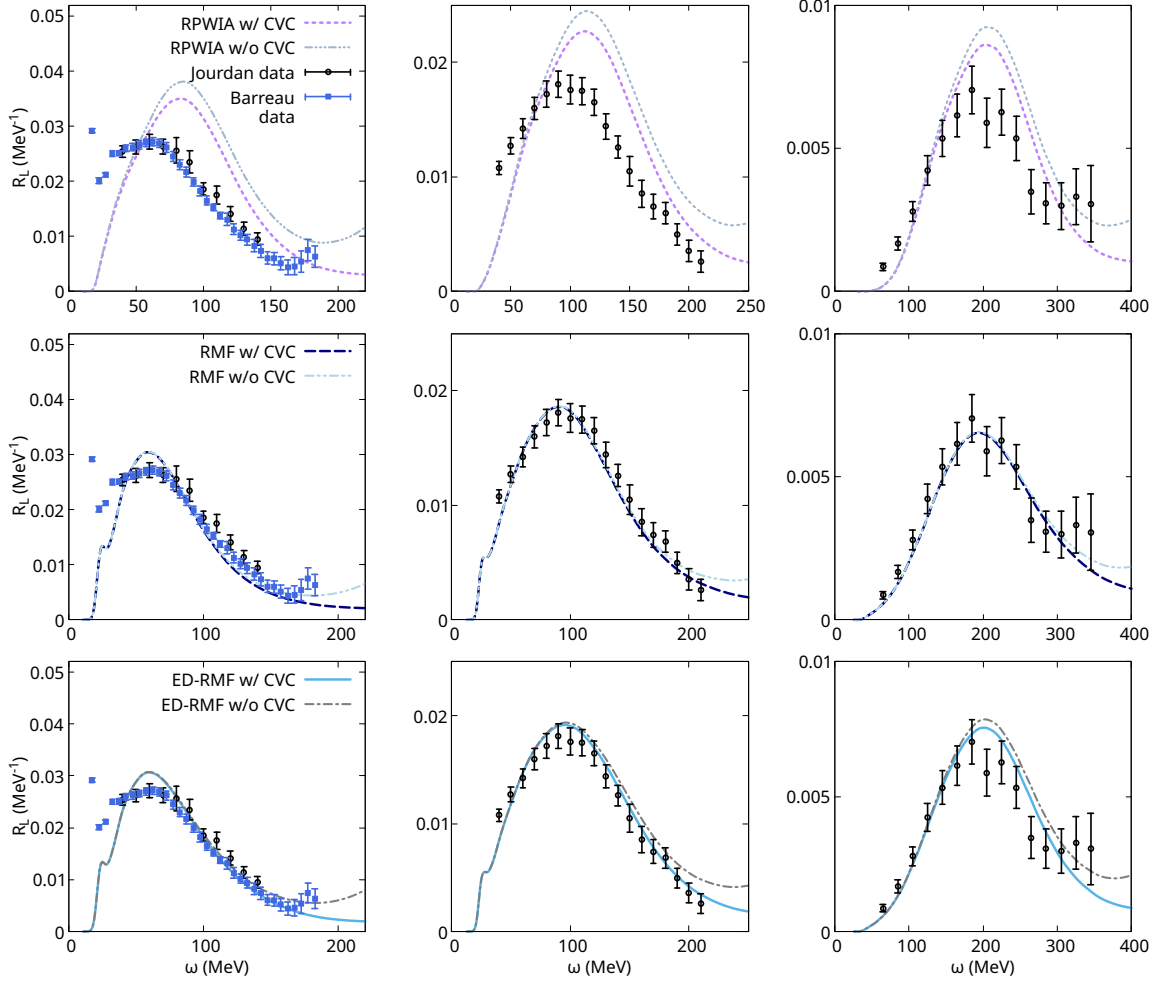 0.05
0.04
0.03
0.02
0.01
0
R_L (MeV⁻¹)
RPWIA w/ CVC
RPWIA w/o CVC
Jourdan data
Barreau
data
0 50 100 150 200
0.02
0.01
0
0 50 100 150 200 250
0.01
0.005
0
0 100 200 300 400
0.05
0.04
0.03
0.02
0.01
0
R_L (MeV⁻¹)
RMF w/ CVC
RMF w/o CVC
0 100 200
0.02
0.01
0
0 100 200
0.01
0.005
0
0 100 200 300 400
0.05
0.04
0.03
0.02
0.01
0
R_L (MeV⁻¹)
ED-RMF w/ CVC
ED-RMF w/o CVC
0 100 200
ω (MeV)
0.02
0.01
0
0 100 200
ω (MeV)
0.01
0.005
0
0 100 200 300 400
ω (MeV)